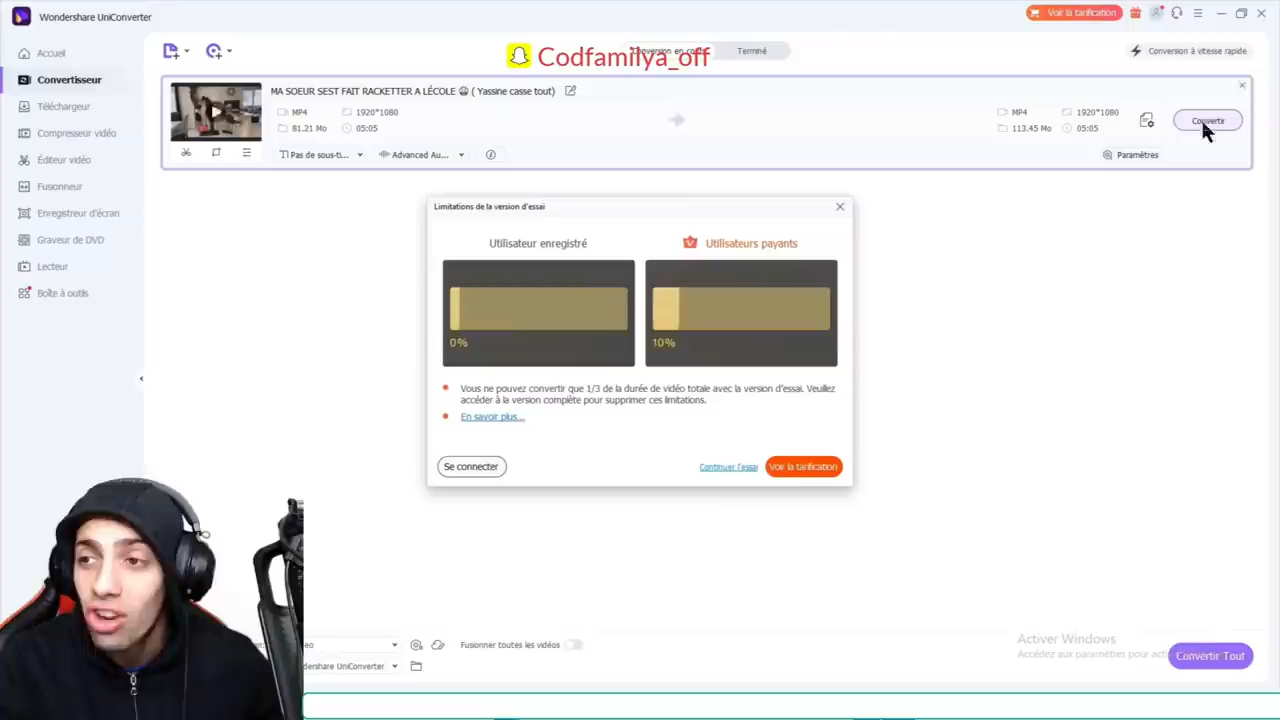 Wondershare UniConverter
Voir la tarification
Accueil
Convertisseur
Téléchargeur
Compresseur vidéo
Éditeur vidéo
Fusionneur
Enregistreur d'écran
Graveur de DVD
Lecteur
Boîte à outils
Codfamilya_off
Terminé
Conversion à vitesse rapide
MA SOEUR SEST FAIT RACKETTER A LÉCOLE 😱 ( Yassine casse tout)
MP4 1920*1080
81.21 Mo 05:05
MP4 1920*1080
113.45 Mo 05:05
Convertir
Pas de sous-ti...
Advanced Au...
Paramètres
Limitations de la version d'essai
Utilisateur enregistré
Utilisateurs payants
0%
10%
Vous ne pouvez convertir que 1/3 de la durée de vidéo totale avec la version d'essai. Veuillez
accéder à la version complète pour supprimer ces limitations.
En savoir plus...
Se connecter
Continuer l'essai
Voir la tarification
Fusionner toutes les vidéos
dershare UniConverter
Activer Windows
Accédez aux paramètres pour
Convertir Tout